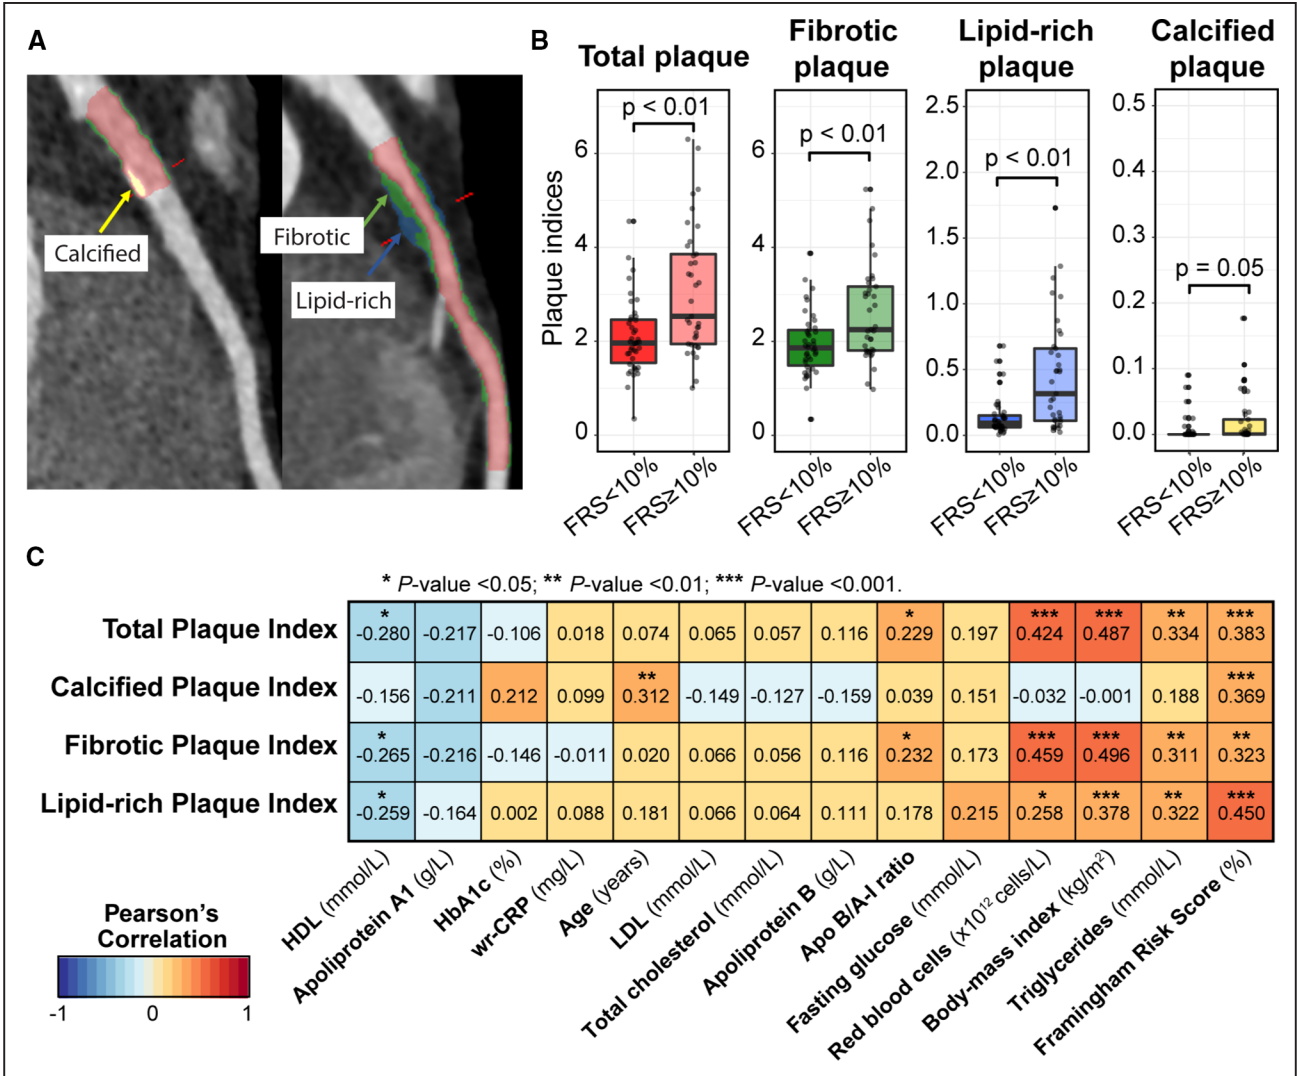 A
Calcified
Fibrotic
Lipid-rich
B
Total plaque
Fibrotic
plaque
Lipid-rich
plaque
Calcified
plaque
Plaque indices
p < 0.01
6
4
2
0
FRS<10%
FRS≥10%
p < 0.01
6
4
2
0
FRS<10%
FRS≥10%
p < 0.01
2.5
2.0
1.5
1.0
0.5
0.0
FRS<10%
FRS≥10%
p = 0.05
0.5
0.4
0.3
0.2
0.1
0.0
FRS<10%
FRS≥10%
C
* P-value <0.05; ** P-value <0.01; *** P-value <0.001.
* * *** *** ** ***
Total Plaque Index -0.280 -0.217 -0.106 0.018 0.074 0.065 0.057 0.116 0.229 0.197 0.424 0.487 0.334 0.383
** ***
Calcified Plaque Index -0.156 -0.211 0.212 0.099 0.312 -0.149 -0.127 -0.159 0.039 0.151 -0.032 -0.001 0.188 0.369
* * *** *** ** **
Fibrotic Plaque Index -0.265 -0.216 -0.146 -0.011 0.020 0.066 0.056 0.116 0.232 0.173 0.459 0.496 0.311 0.323
* * *** ** ***
Lipid-rich Plaque Index -0.259 -0.164 0.002 0.088 0.181 0.066 0.064 0.111 0.178 0.215 0.258 0.378 0.322 0.450
HDL (mmol/L)
Apoliprotein A1 (g/L)
HbA1c (%)
wr-CRP (mg/L)
Age (years)
LDL (mmol/L)
Total cholesterol (mmol/L)
Apoliprotein B (g/L)
Apo B/A-I ratio
Fasting glucose (mmol/L)
Red blood cells (x10¹² cells/L)
Body-mass index (kg/m²)
Triglycerides (mmol/L)
Framingham Risk Score (%)
Pearson's
Correlation
-1 0 1